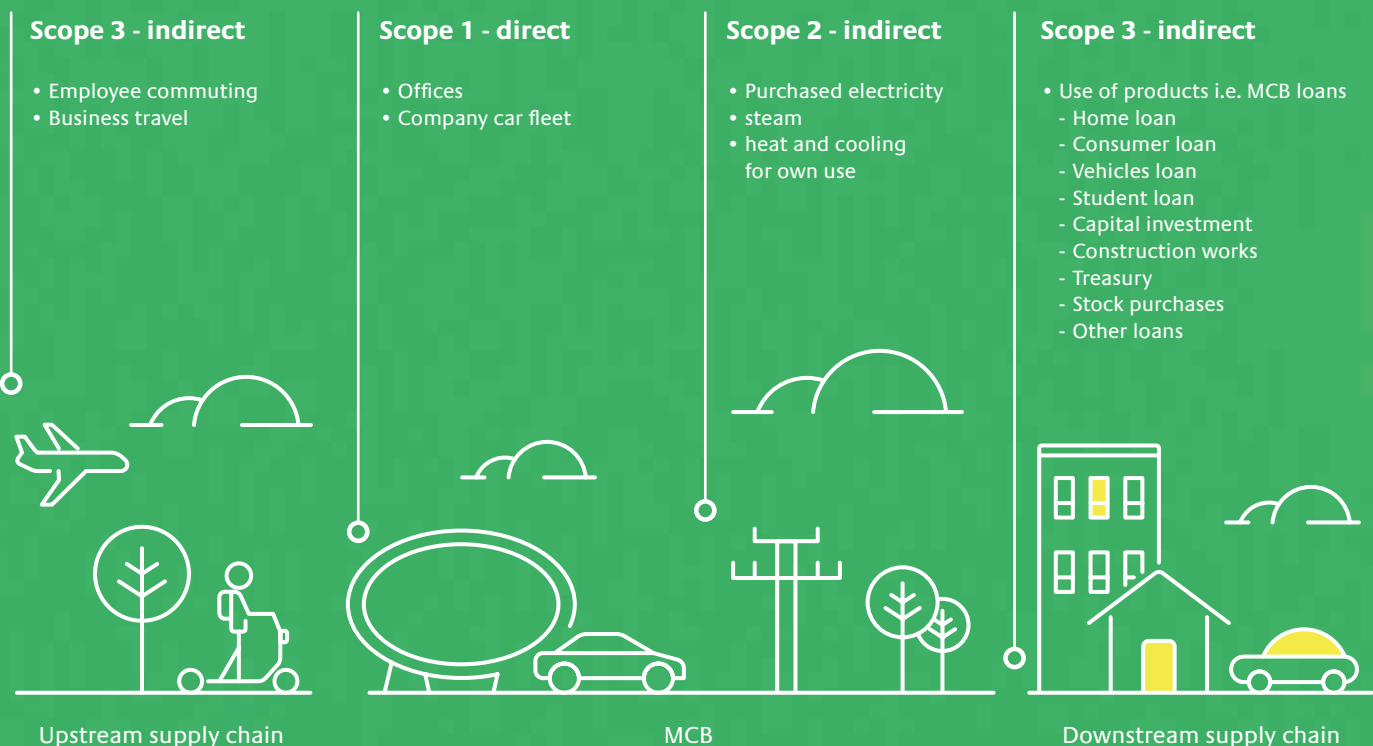 Scope 3 - indirect
• Employee commuting
• Business travel
Scope 1 - direct
• Offices
• Company car fleet
Scope 2 - indirect
• Purchased electricity
• steam
• heat and cooling
for own use
Scope 3 - indirect
• Use of products i.e. MCB loans
- Home loan
- Consumer loan
- Vehicles loan
- Student loan
- Capital investment
- Construction works
- Treasury
- Stock purchases
- Other loans
Upstream supply chain
MCB
Downstream supply chain